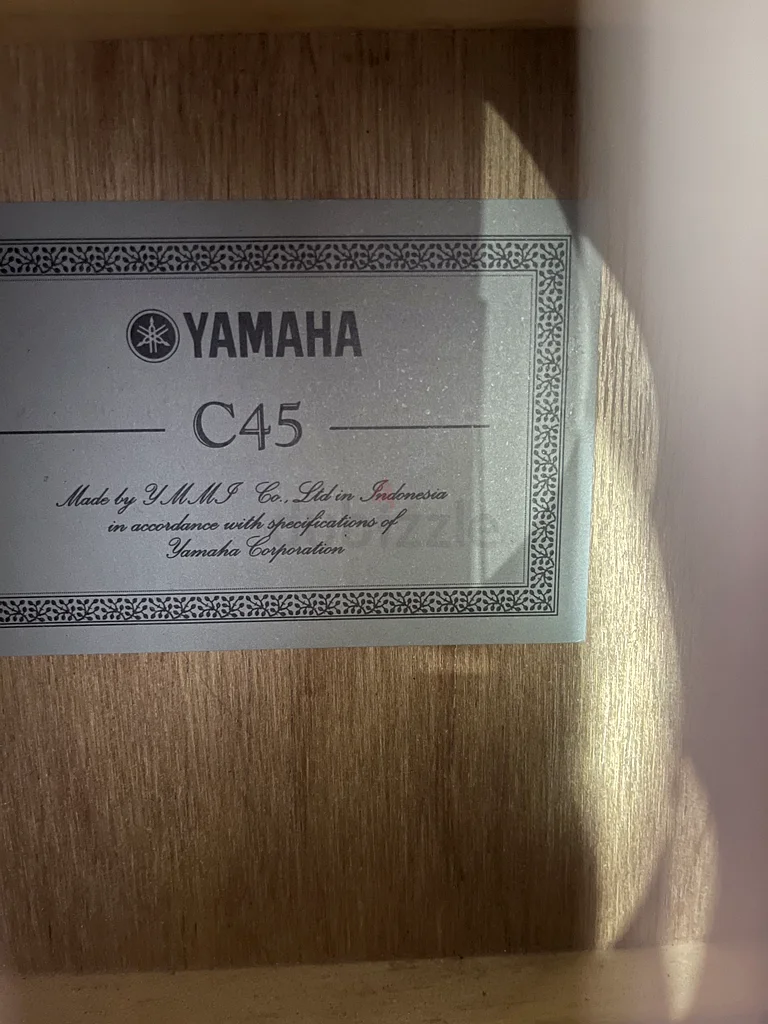 YAMAHA
C45
Made by YMMI Co., Ltd in Indonesia
in accordance with specifications of
Yamaha Corporation